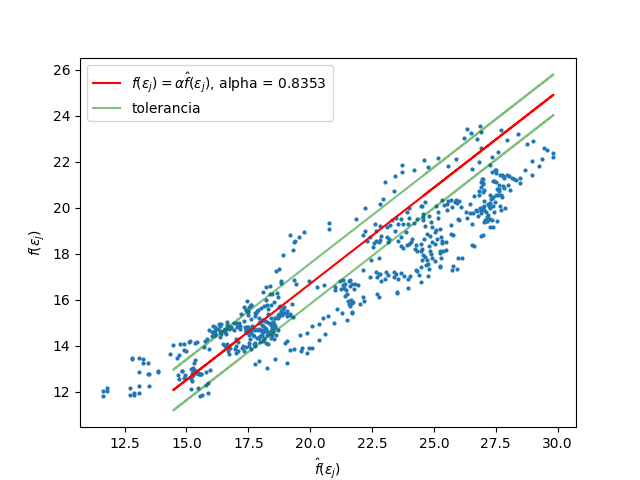 f(ε_j) = αf̂(ε_j), alpha = 0.8353
tolerancia
26
24
22
20
18
16
14
12
f(ε_j)
12.5 15.0 17.5 20.0 22.5 25.0 27.5 30.0
f̂(ε_j)